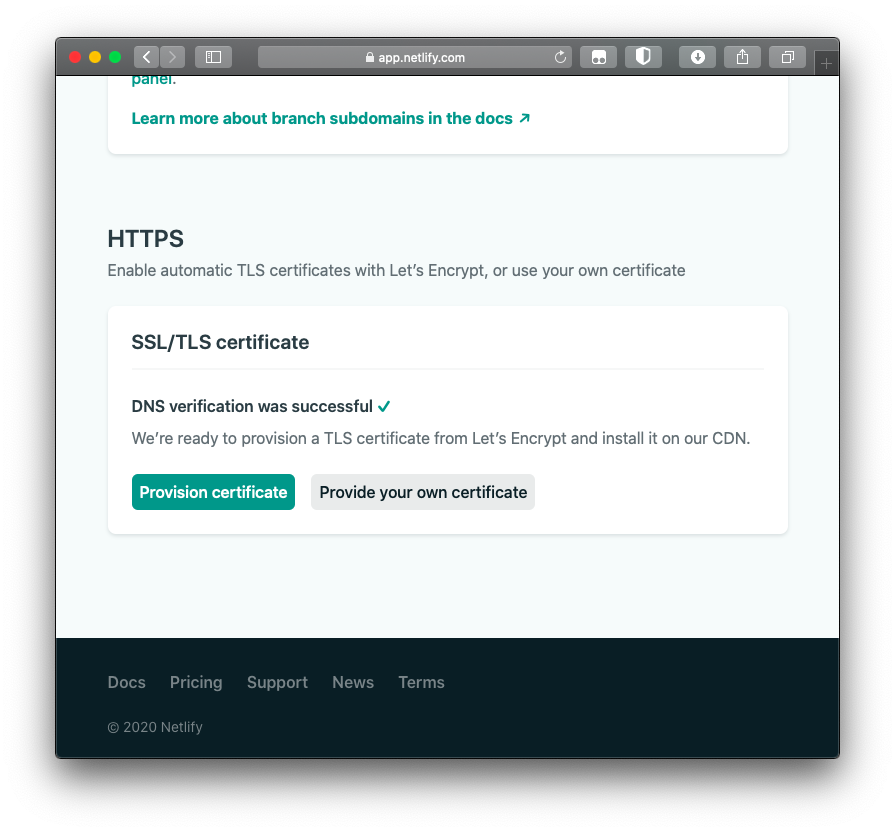 app.netlify.com
panel.
Learn more about branch subdomains in the docs ↗
HTTPS
Enable automatic TLS certificates with Let’s Encrypt, or use your own certificate
SSL/TLS certificate
DNS verification was successful ✓
We’re ready to provision a TLS certificate from Let’s Encrypt and install it on our CDN.
Provision certificate Provide your own certificate
Docs Pricing Support News Terms
© 2020 Netlify